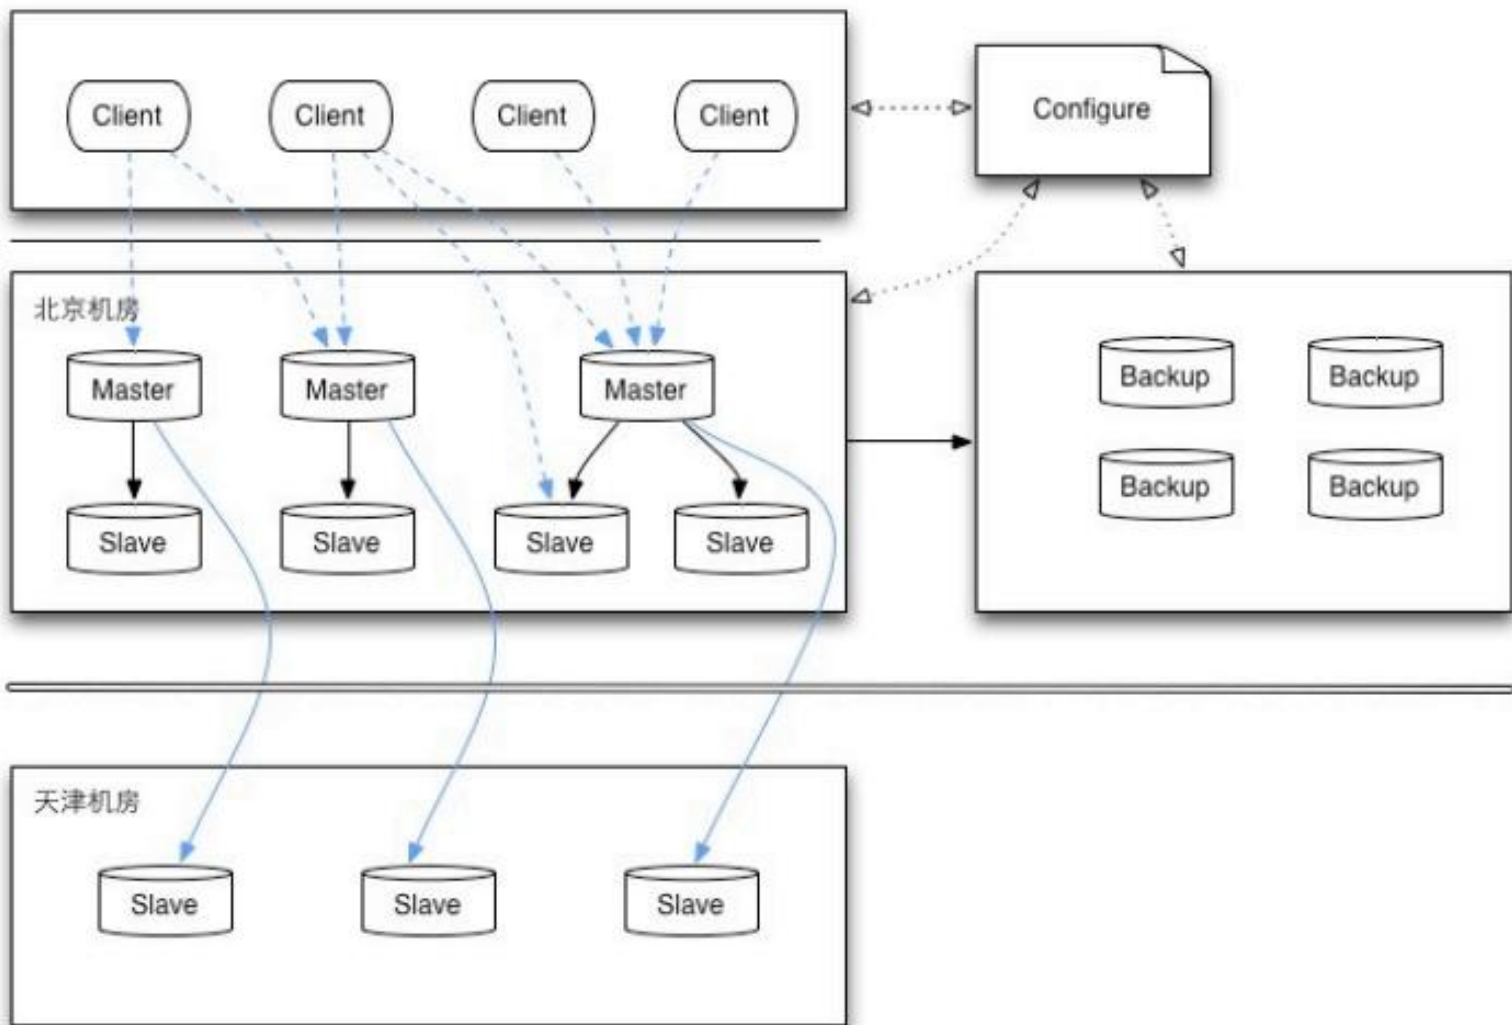 Client
Client
Client
Client
Configure
北京机房
Master
Master
Master
Backup
Backup
Backup
Backup
Slave
Slave
Slave
Slave
天津机房
Slave
Slave
Slave